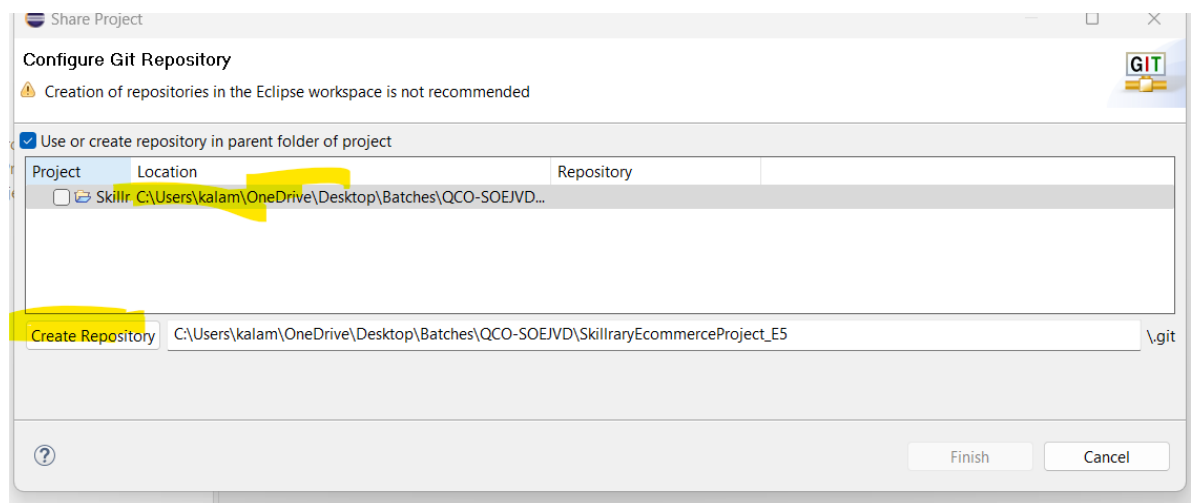 Share Project
Configure Git Repository
GIT
Creation of repositories in the Eclipse workspace is not recommended
Use or create repository in parent folder of project
Project Location Repository
Skillr C:\Users\kalam\OneDrive\Desktop\Batches\QCO-SOEJVD...
Create Repository C:\Users\kalam\OneDrive\Desktop\Batches\QCO-SOEJVD\SkillraryEcommerceProject_E5 \.git
? Finish Cancel